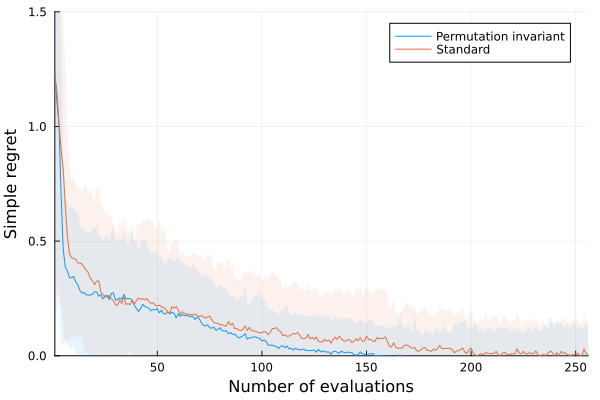 Simple regret
1.5
1.0
0.5
0.0
Permutation invariant
Standard
50
100
150
200
250
Number of evaluations